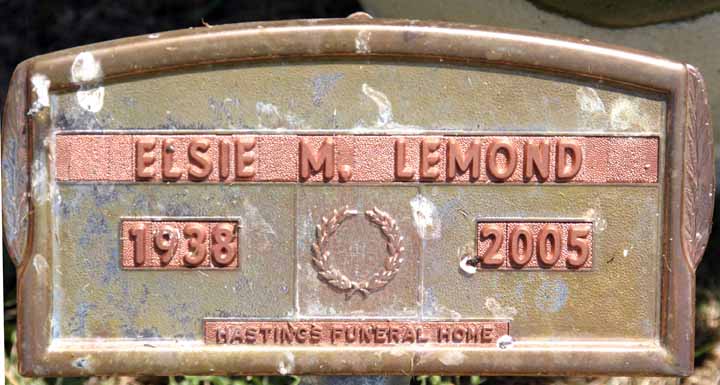 ELSIE M. LEMOND
1938 2005
HASTINGS FUNERAL HOME